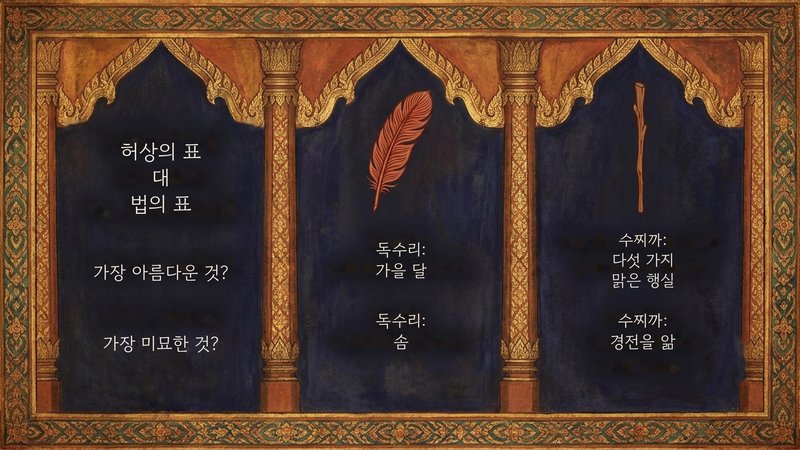 허상의 표
대
법의 표
가장 아름다운 것?
가장 미묘한 것?
독수리:
가을 달
독수리:
솜
수찌까:
다섯 가지
맑은 행실
수찌까:
경전을 앎